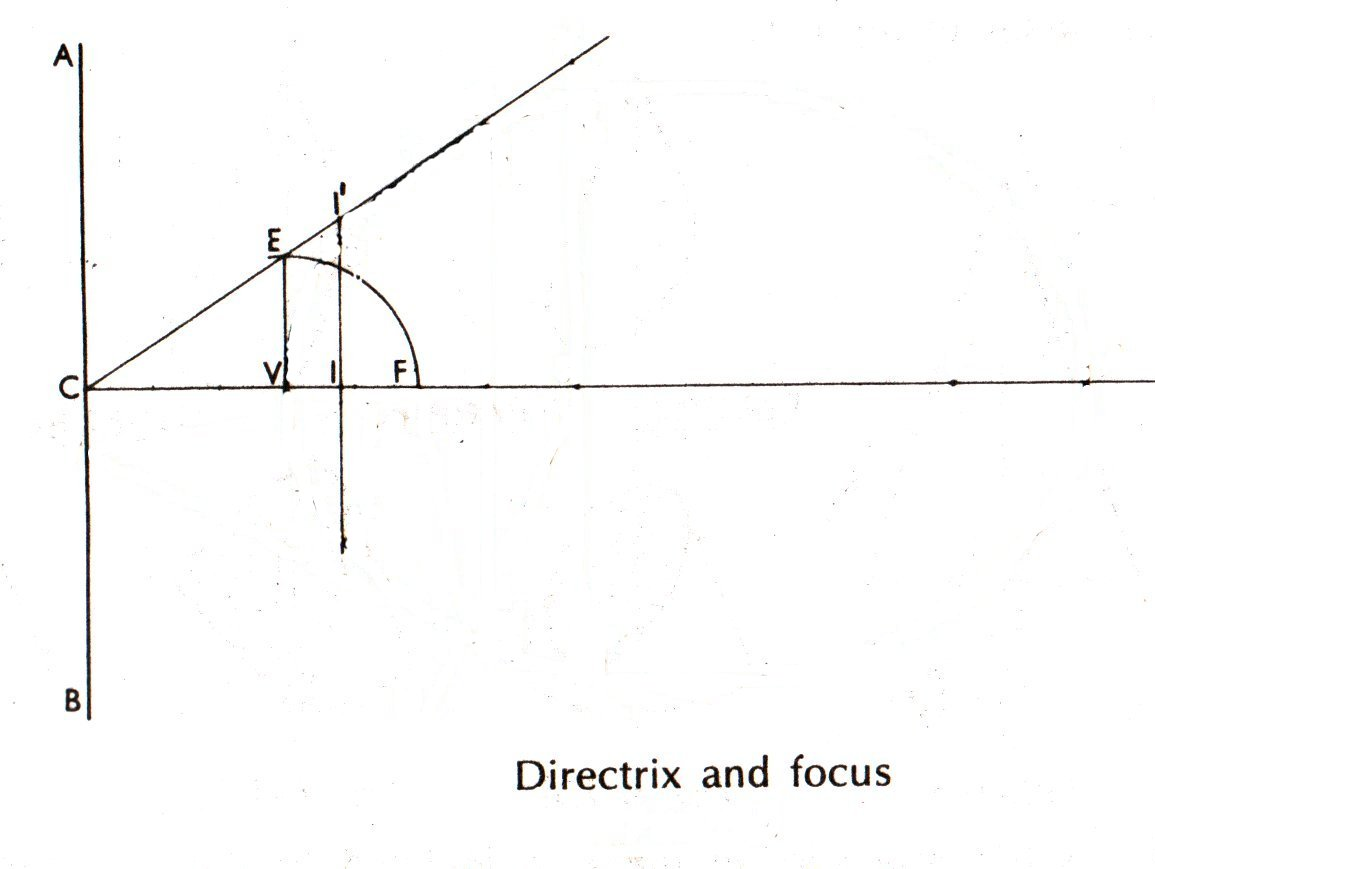 A
I'
E
C V I F
B
Directrix and focus